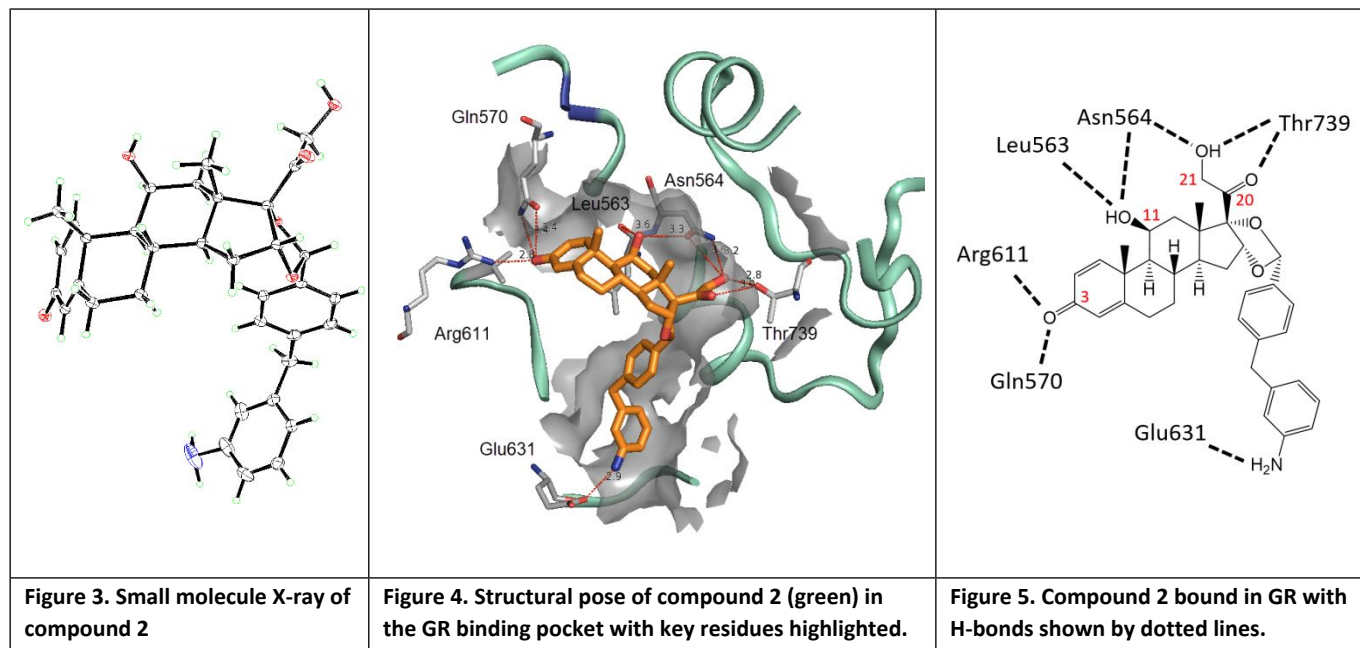 Gln570
Asn564
Leu563
3.6
3.3
2.8
Arg611
Thr739
Glu631
2.9
Asn564
Thr739
Leu563
OH
21
O
20
HO
11
O
O
Arg611
H
H
H
3
O
Gln570
Glu631
H₂N
Figure 3. Small molecule X-ray of
compound 2
Figure 4. Structural pose of compound 2 (green) in
the GR binding pocket with key residues highlighted.
Figure 5. Compound 2 bound in GR with
H-bonds shown by dotted lines.